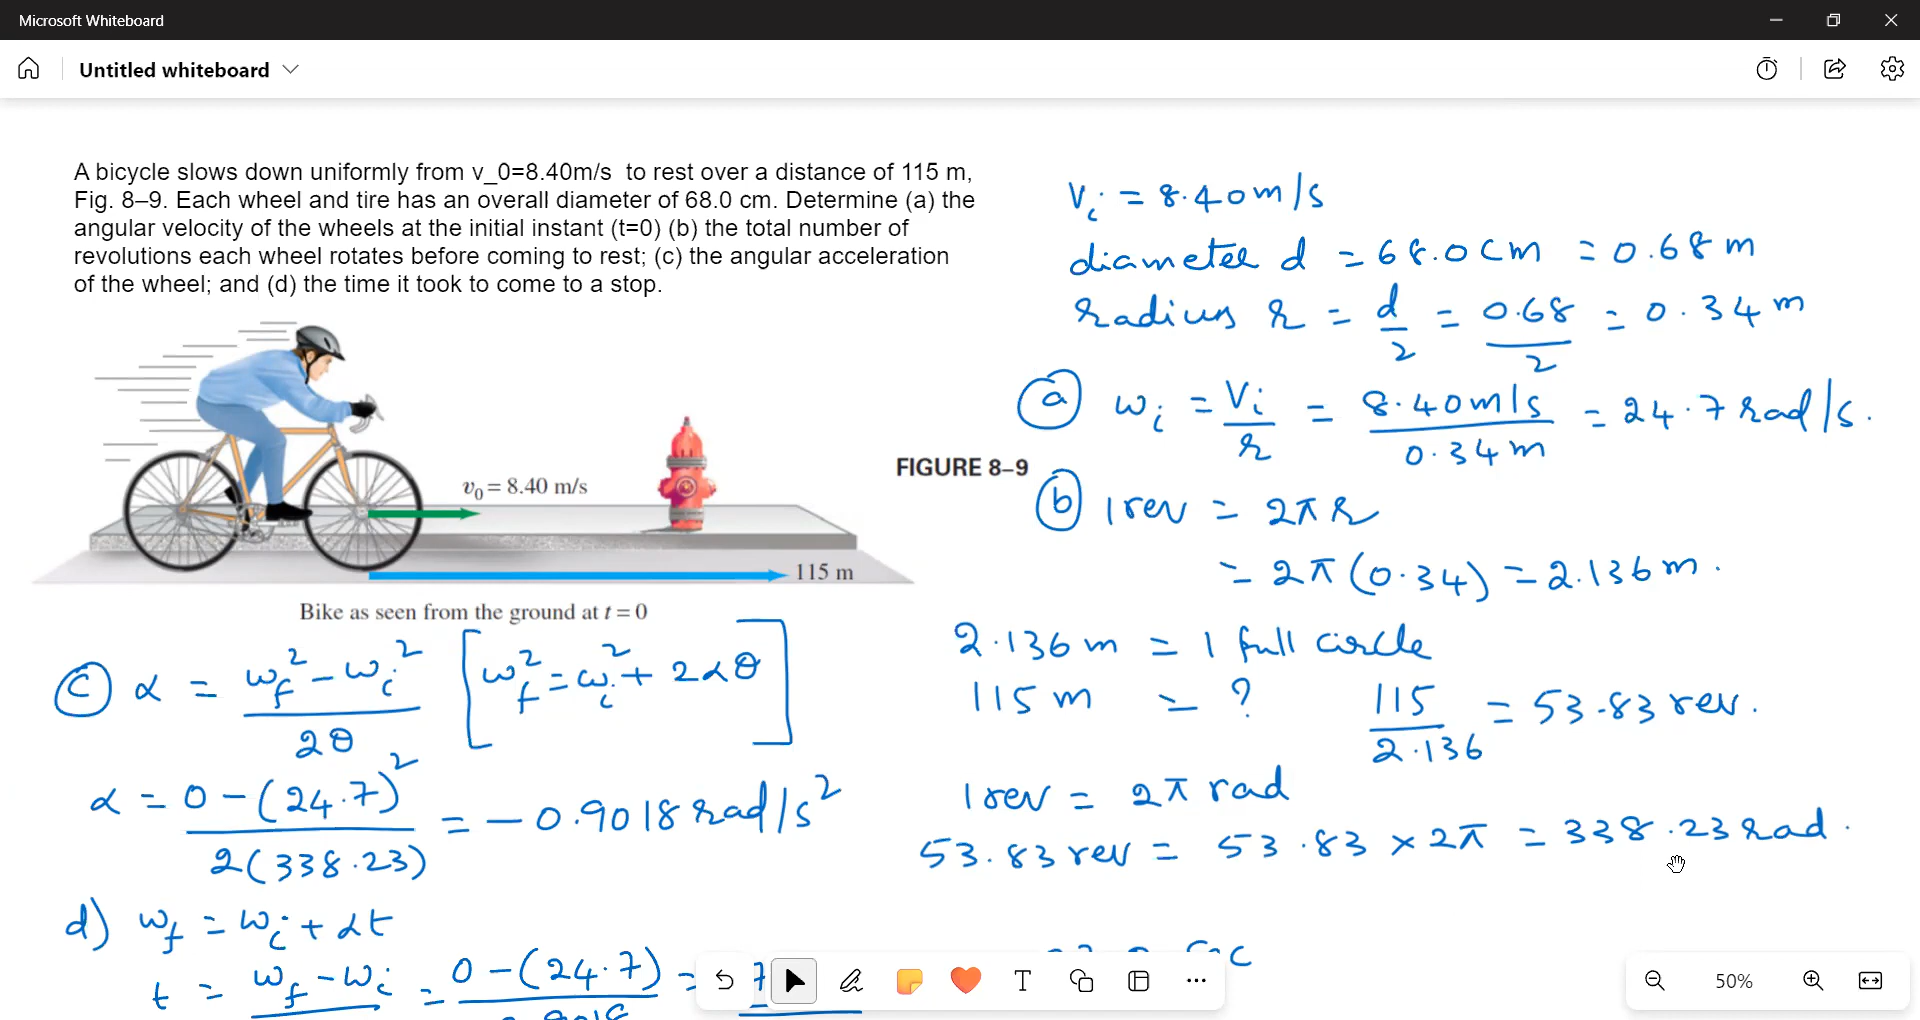 Microsoft Whiteboard
Untitled whiteboard
A bicycle slows down uniformly from v_0=8.40m/s to rest over a distance of 115 m,
Fig. 8–9. Each wheel and tire has an overall diameter of 68.0 cm. Determine (a) the
angular velocity of the wheels at the initial instant (t=0) (b) the total number of
revolutions each wheel rotates before coming to rest; (c) the angular acceleration
of the wheel; and (d) the time it took to come to a stop.
v₀ = 8.40 m/s
115 m
FIGURE 8–9
Bike as seen from the ground at t = 0
Vi = 8.40 m/s
diameter d = 68.0 cm = 0.68 m
radius r = d/2 = 0.68/2 = 0.34 m
(a) ωi = Vi/r = 8.40 m/s / 0.34 m = 24.7 rad/s.
(b) 1 rev = 2πr
= 2π(0.34) = 2.136 m.
2.136 m = 1 full circle
115 m = ? 115/2.136 = 53.83 rev.
1 rev = 2π rad
53.83 rev = 53.83 × 2π = 338.23 rad.
(c) α = ωf² − ωi² / 2θ [ωf² = ωi² + 2αθ]
α = 0 − (24.7)² / 2(338.23) = −0.9018 rad/s²
d) ωf = ωi + αt
t = ωf − ωi = 0 − (24.7) =
50%